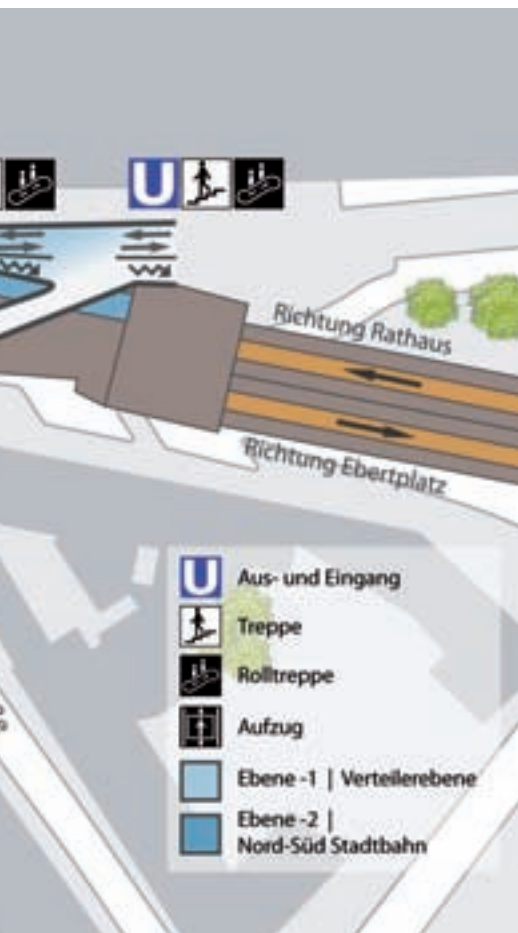 U
Richtung Rathaus
Richtung Ebertplatz
U Aus- und Eingang
Treppe
Rolltreppe
Aufzug
Ebene -1 | Verteilerebene
Ebene -2 |
Nord-Süd Stadtbahn